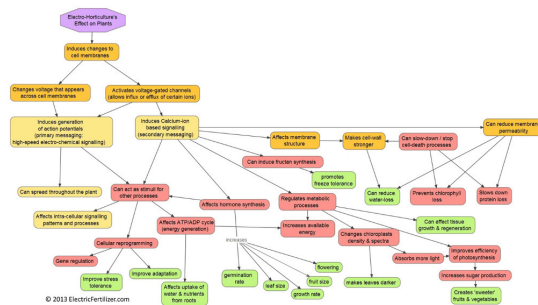 Electro-Horticulture's
Effect on Plants
Induces changes to
cell membranes
Changes voltage that appears
across cell membranes
Activates voltage-gated channels
(allows influx or efflux of certain ions)
Induces generation
of action potentials
(primary messaging:
high-speed electro-chemical signalling)
Induces Calcium-ion
based signalling
(secondary messaging)
Affects membrane
structure
Makes cell-wall
stronger
Can slow-down / stop
cell-death processes
Can reduce membrane
permeability
Can induce fructan synthesis
promotes
freeze tolerance
Can spread throughout the plant
Can act as stimuli for
other processes
Affects hormone synthesis
Regulates metabolic
processes
Can reduce
water-loss
Prevents chlorophyll
loss
Slows down
protein loss
Affects intra-cellular signalling
patterns and processes
Affects ATP/ADP cycle
(energy generation)
Increases available
energy
Can affect tissue
growth & regeneration
Cellular reprogramming
increases
Changes chloroplasts
density & spectra
Improves efficiency
of photosynthesis
Gene regulation
Absorbs more light
Improve stress
tolerance
Improve adaptation
Affects uptake of
water & nutrients
from roots
germination
rate
leaf size
growth rate
fruit size
flowering
makes leaves darker
Increases sugar production
Creates 'sweeter'
fruits & vegetables
© 2013 ElectricFertilizer.com